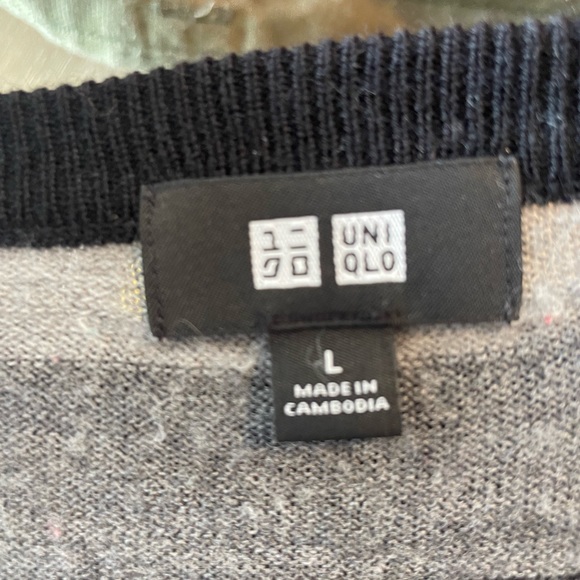 ユニ UNI
クロ QLO
L
MADE IN
CAMBODIA